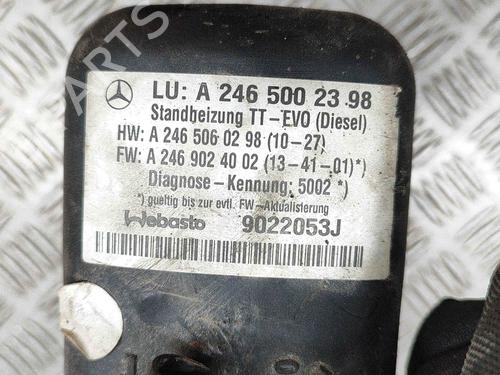 LU: A 246 500 23 98
Standheizung TT-EVO (Diesel)
HW: A 246 506 02 98 (10-27)
FW: A 246 902 40 02 (13-41-01)*)
Diagnose-Kennung: 5002 *)
*) gueltig bis zur evtl. FW-Aktualisierung
Webasto 9022053J